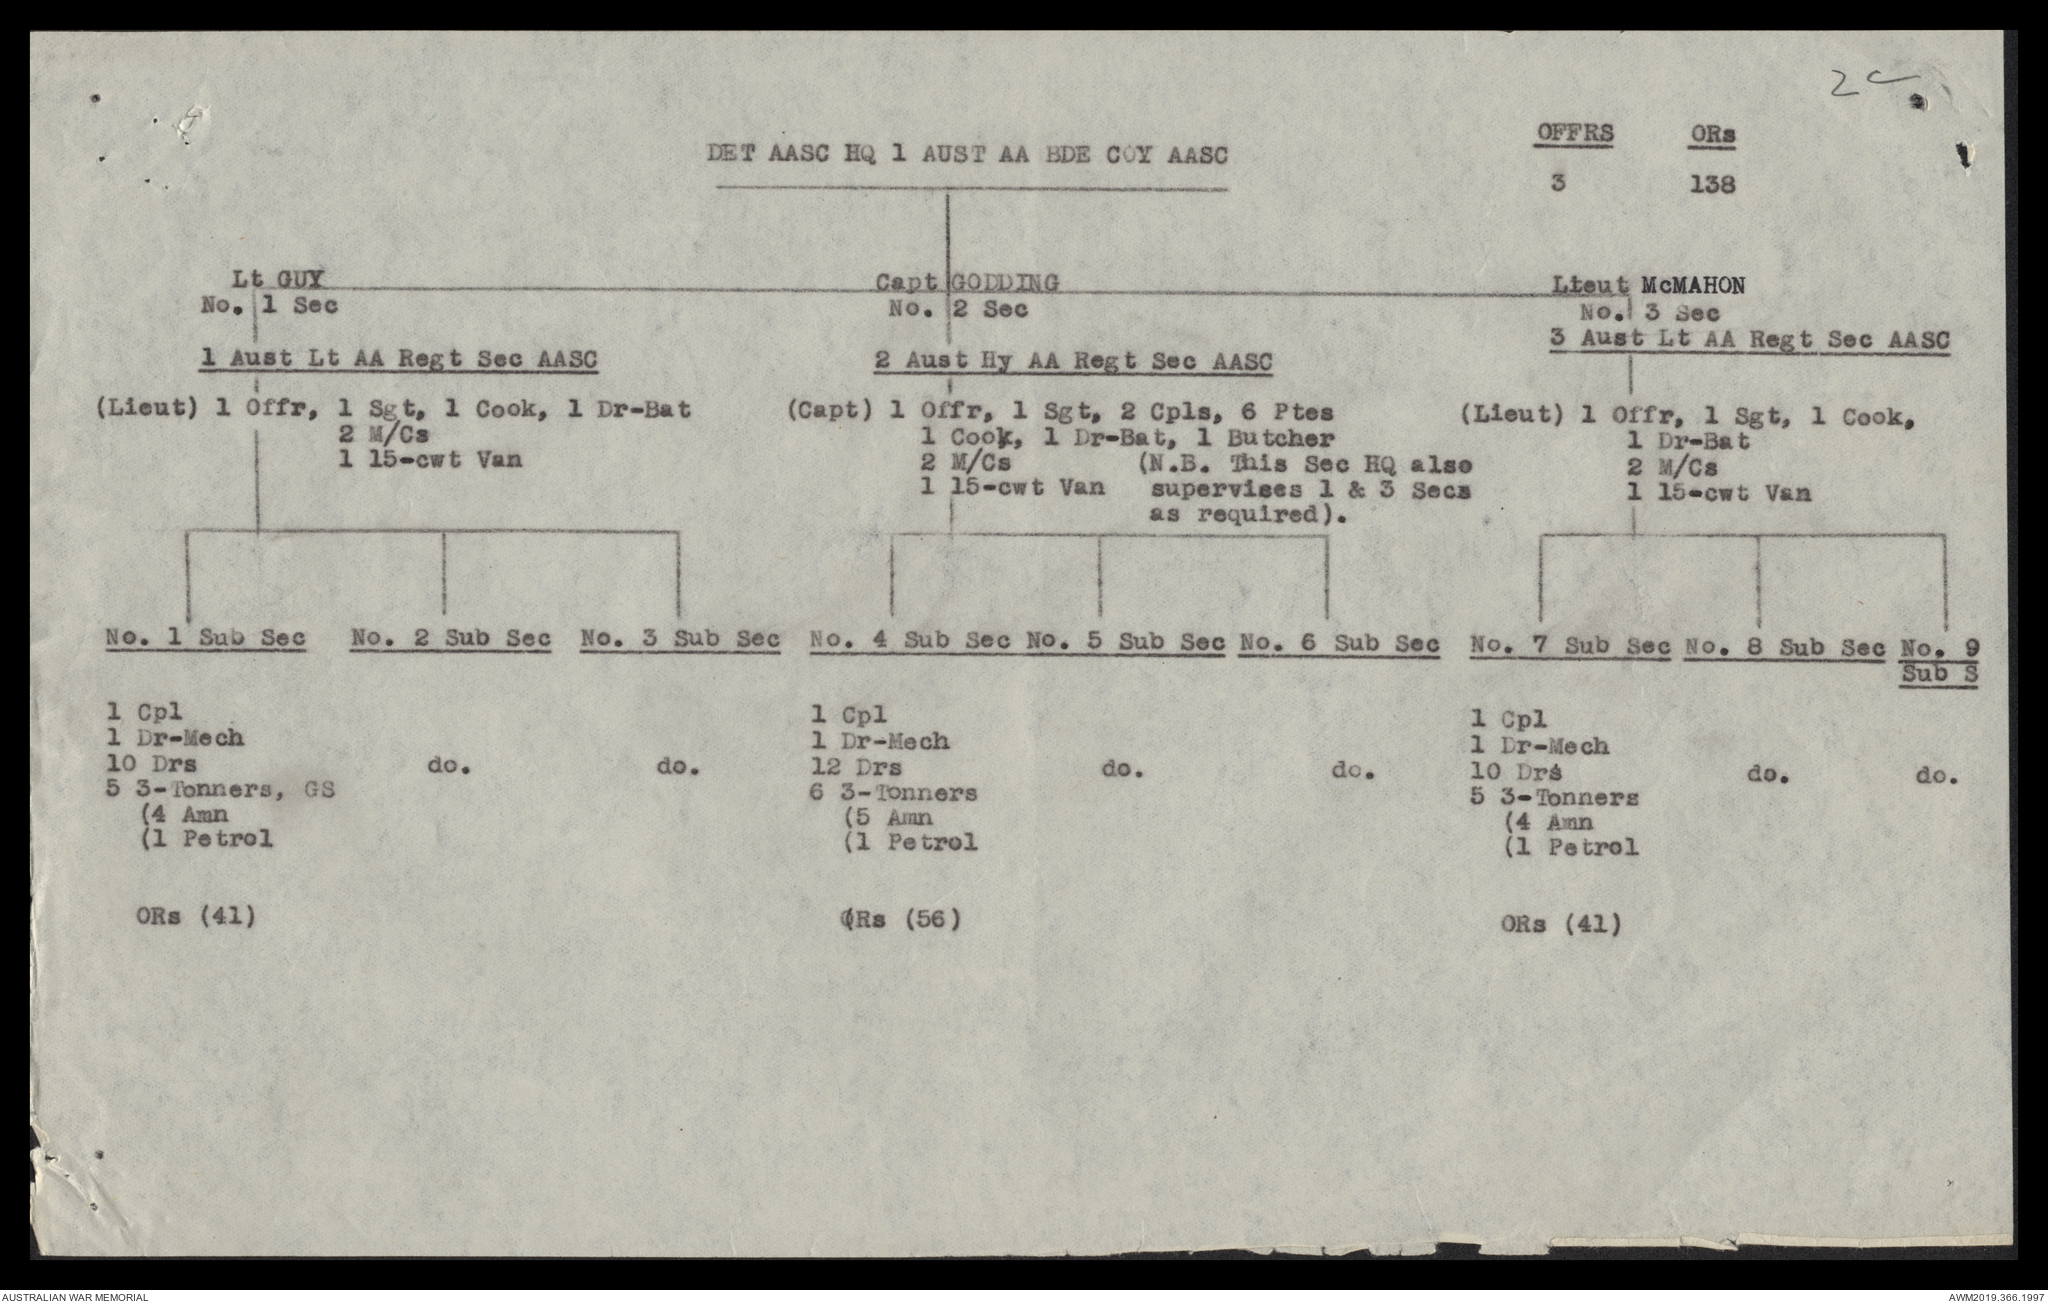 2c
OFFRS ORs
DET AASC HQ 1 AUST AA BDE COY AASC
3 138
Lt GUY
No. 1 Sec
1 Aust Lt AA Regt Sec AASC
(Lieut) 1 Offr, 1 Sgt, 1 Cook, 1 Dr-Bat
2 M/Cs
1 15-cwt Van
Capt GODDING
No. 2 Sec
2 Aust Hy AA Regt Sec AASC
(Capt) 1 Offr, 1 Sgt, 2 Cpls, 6 Ptes
1 Cook, 1 Dr-Bat, 1 Butcher
2 M/Cs (N.B. This Sec HQ also
1 15-cwt Van supervises 1 & 3 Secs
as required).
Lieut McMAHON
No. 3 Sec
3 Aust Lt AA Regt Sec AASC
(Lieut) 1 Offr, 1 Sgt, 1 Cook,
1 Dr-Bat
2 M/Cs
1 15-cwt Van
No. 1 Sub Sec No. 2 Sub Sec No. 3 Sub Sec
1 Cpl
1 Dr-Mech
10 Drs do. do.
5 3-Tonners, GS
(4 Amn
(1 Petrol
ORs (41)
No. 4 Sub Sec No. 5 Sub Sec No. 6 Sub Sec
1 Cpl
1 Dr-Mech
12 Drs do. do.
6 3-Tonners
(5 Amn
(1 Petrol
ORs (56)
No. 7 Sub Sec No. 8 Sub Sec No. 9
Sub S
1 Cpl
1 Dr-Mech
10 Drs do. do.
5 3-Tonners
(4 Amn
(1 Petrol
ORs (41)
AUSTRALIAN WAR MEMORIAL AWM2019.366.1997